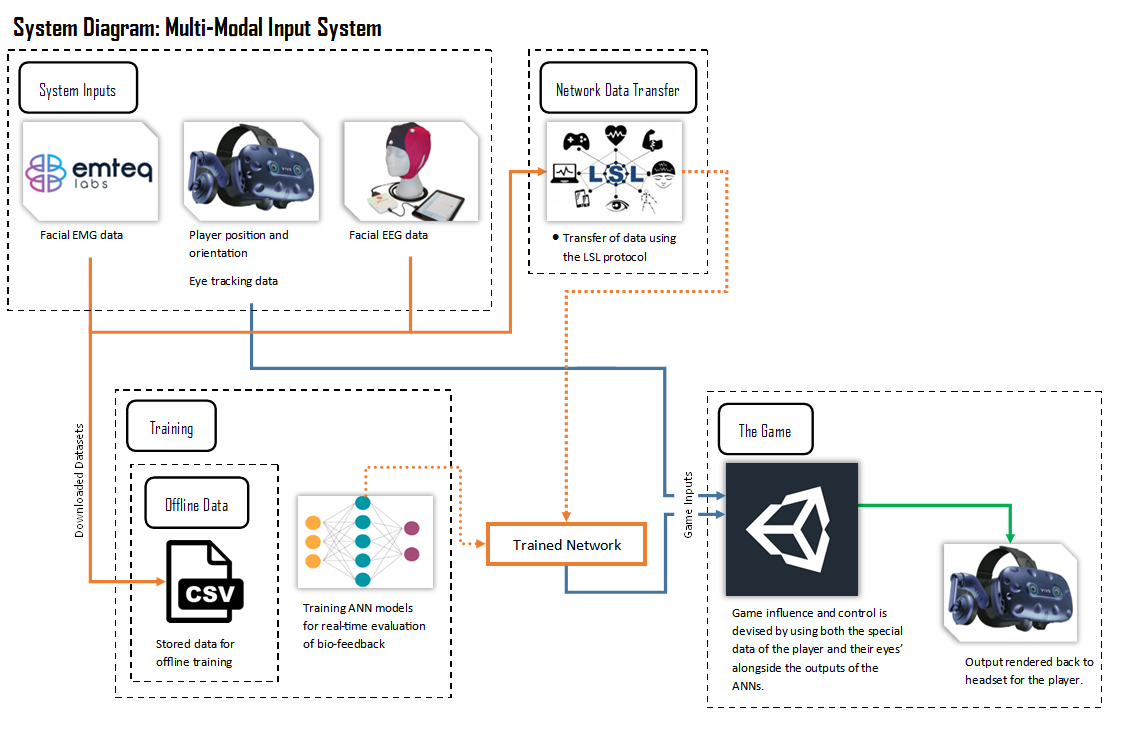 System Diagram: Multi-Modal Input System
System Inputs
emteq
labs
Facial EMG data
VIVE
Player position and
orientation
Eye tracking data
Facial EEG data
Network Data Transfer
LSL
● Transfer of data using
the LSL protocol
Downloaded Datasets
Training
Offline Data
CSV
Stored data for
offline training
Training ANN models
for real-time evaluation
of bio-feedback
Trained Network
Game Inputs
The Game
Game influence and control is
devised by using both the special
data of the player and their eyes’
alongside the outputs of the
ANNs.
VIVE
Output rendered back to
headset for the player.